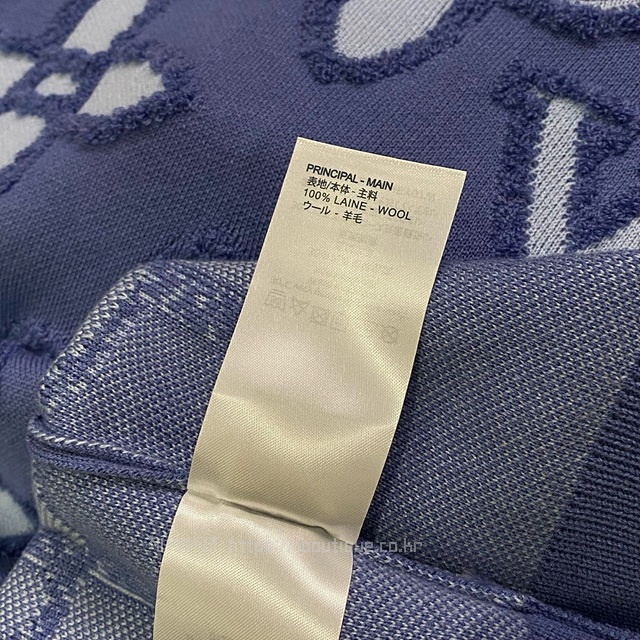 PRINCIPAL - MAIN
表地/本体 - 主料
100% LAINE - WOOL
ウール - 羊毛